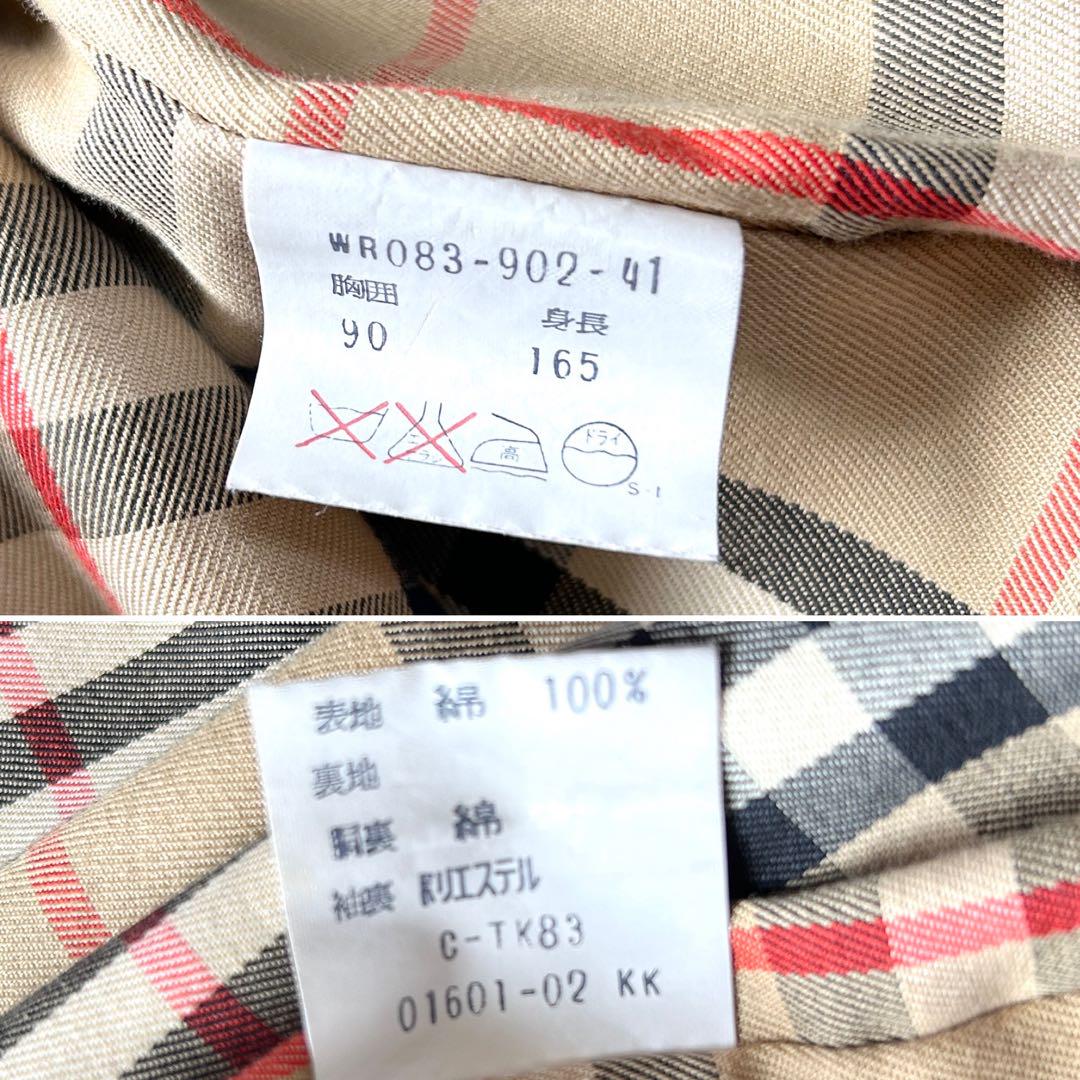 WR083-902-41
胸囲 身長
90 165
高 ドライ
S-1
表地 綿 100%
裏地
胴裏 綿
袖裏 ポリエステル
C-TK83
01601-02 KK